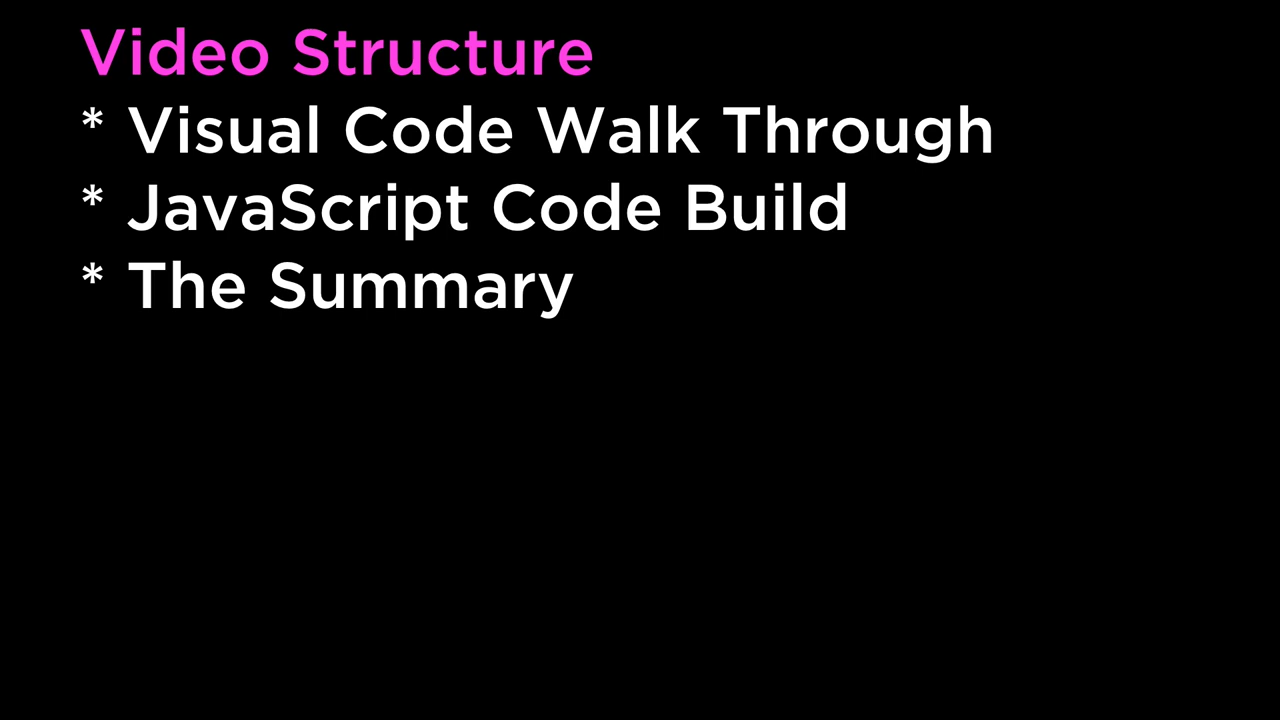 Video Structure
* Visual Code Walk Through
* JavaScript Code Build
* The Summary